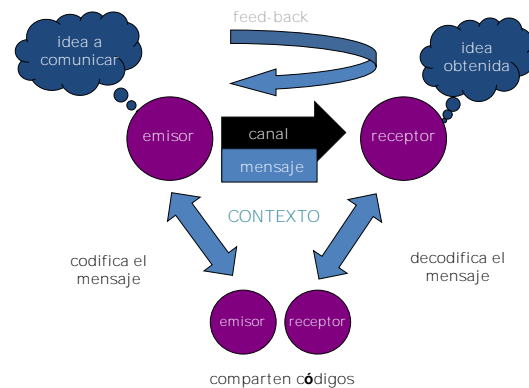 feed-back
idea a
comunicar
idea
obtenida
emisor
canal
receptor
mensaje
CONTEXTO
codifica el
mensaje
decodifica el
mensaje
emisor
receptor
comparten códigos